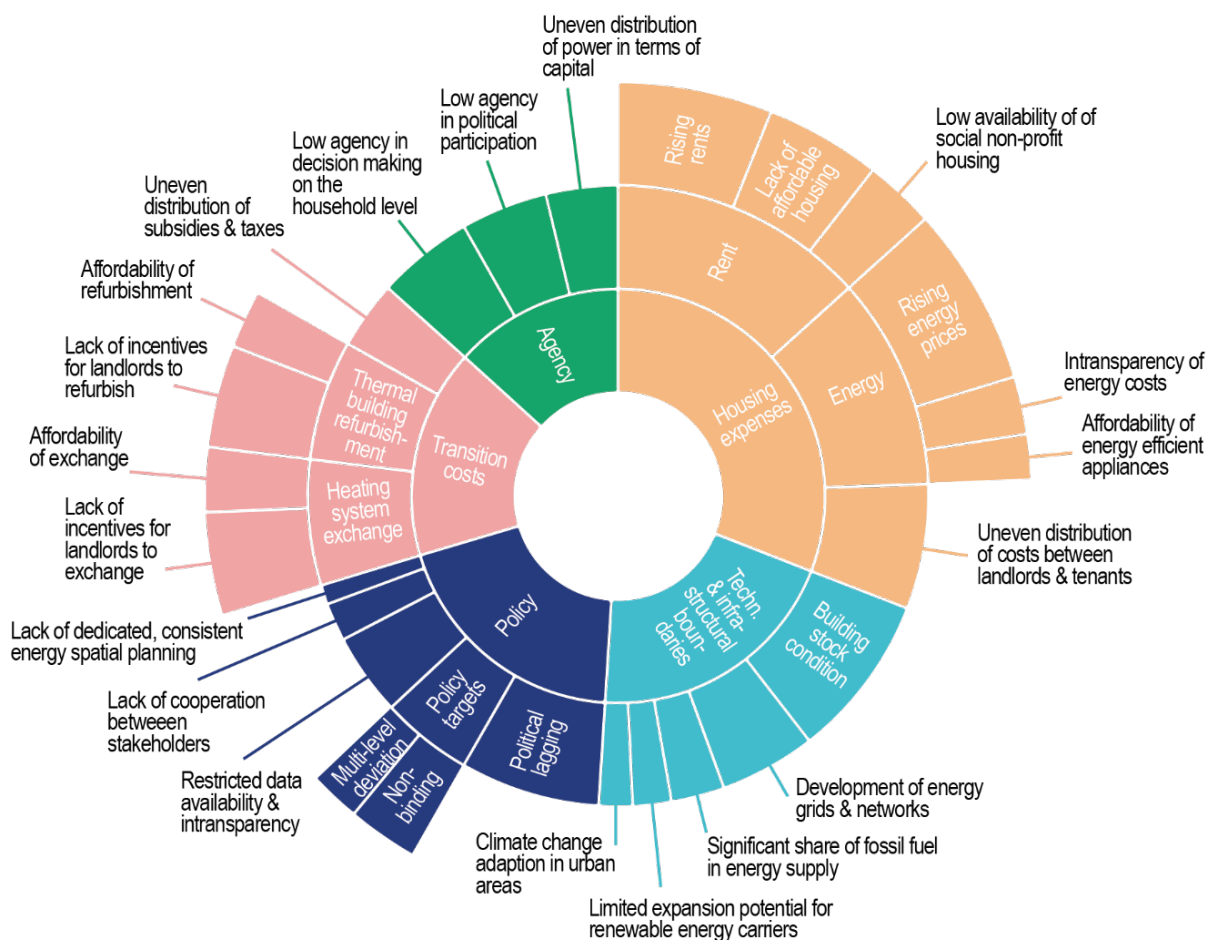 Uneven distribution
of power in terms of
capital
Low agency
in political
participation
Low agency in
decision making
on the
household level
Uneven
distribution of
subsidies & taxes
Affordability of
refurbishment
Lack of incentives
for landlords to
refurbish
Affordability
of exchange
Lack of
incentives for
landlords to
exchange
Lack of dedicated, consistent
energy spatial planning
Lack of cooperation
betweeen
stakeholders
Restricted data
availability &
intransparency
Climate change
adaption in urban
areas
Limited expansion potential for
renewable energy carriers
Significant share of fossil fuel
in energy supply
Development of energy
grids & networks
Uneven distribution
of costs between
landlords & tenants
Affordability of
energy efficient
appliances
Intransparency of
energy costs
Low availability of of
social non-profit
housing
Rising
rents
Lack of
affordable
housing
Rising
energy
prices
Rent
Energy
Housing
expenses
Building
stock
condition
Techn.
& infra-
structural
boun-
daries
Policy
Political
lagging
Policy
targets
Non-
binding
Multi-level
deviation
Transition
costs
Heating
system
exchange
Thermal
building
refurbish-
ment
Agency